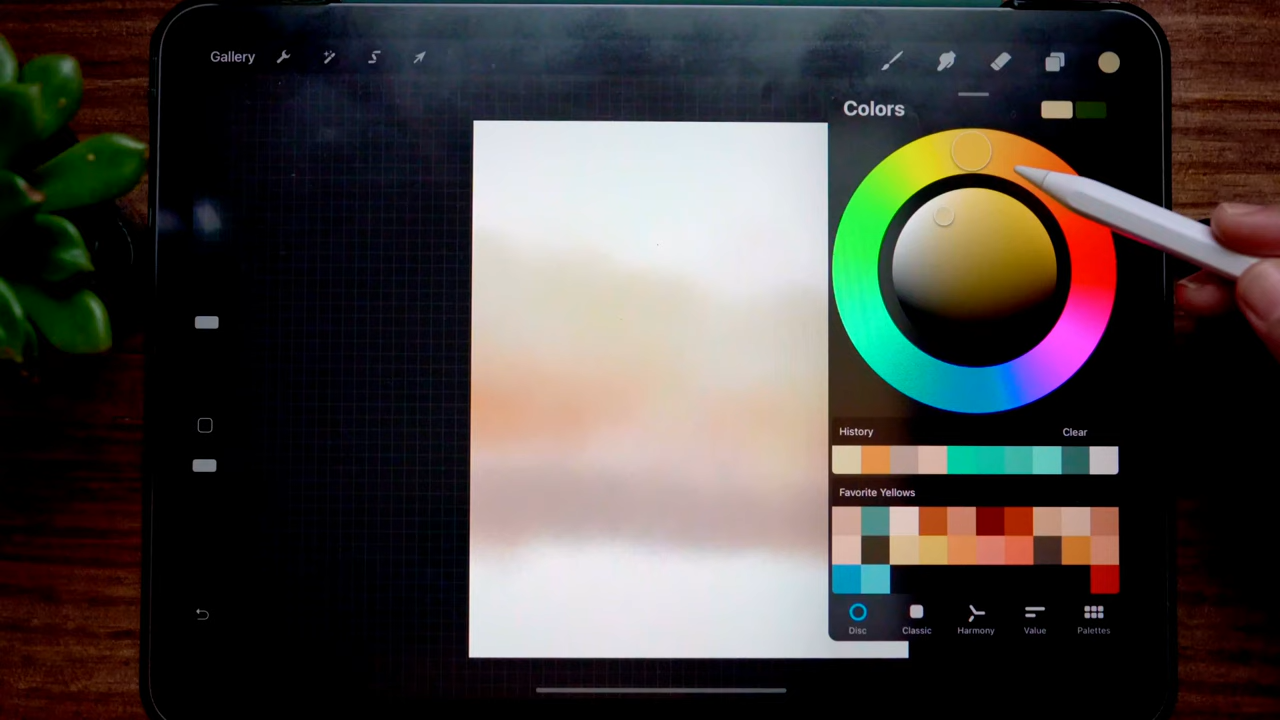 Gallery
Colors
History
Clear
Favorite Yellows
Disc
Classic
Harmony
Value
Palettes